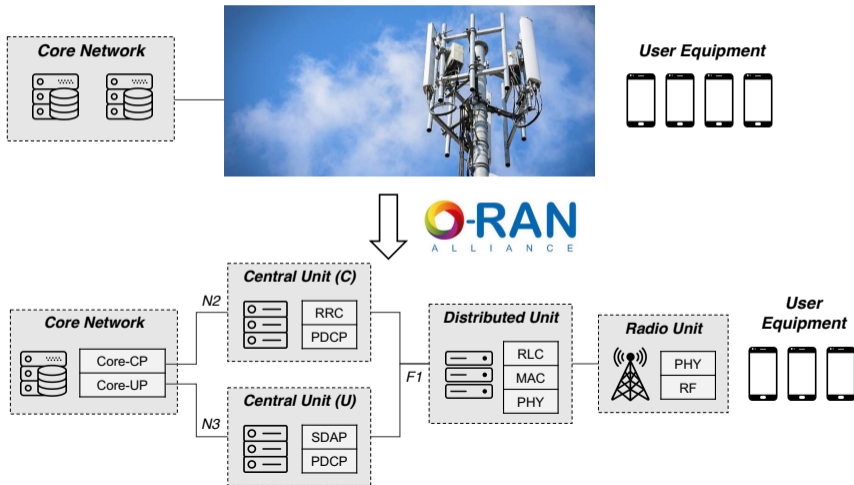 Core Network
User Equipment
O-RAN
ALLIANCE
Central Unit (C)
N2
RRC
PDCP
Core Network
Core-CP
Core-UP
Distributed Unit
RLC
MAC
PHY
Radio Unit
PHY
RF
User
Equipment
F1
N3
Central Unit (U)
SDAP
PDCP